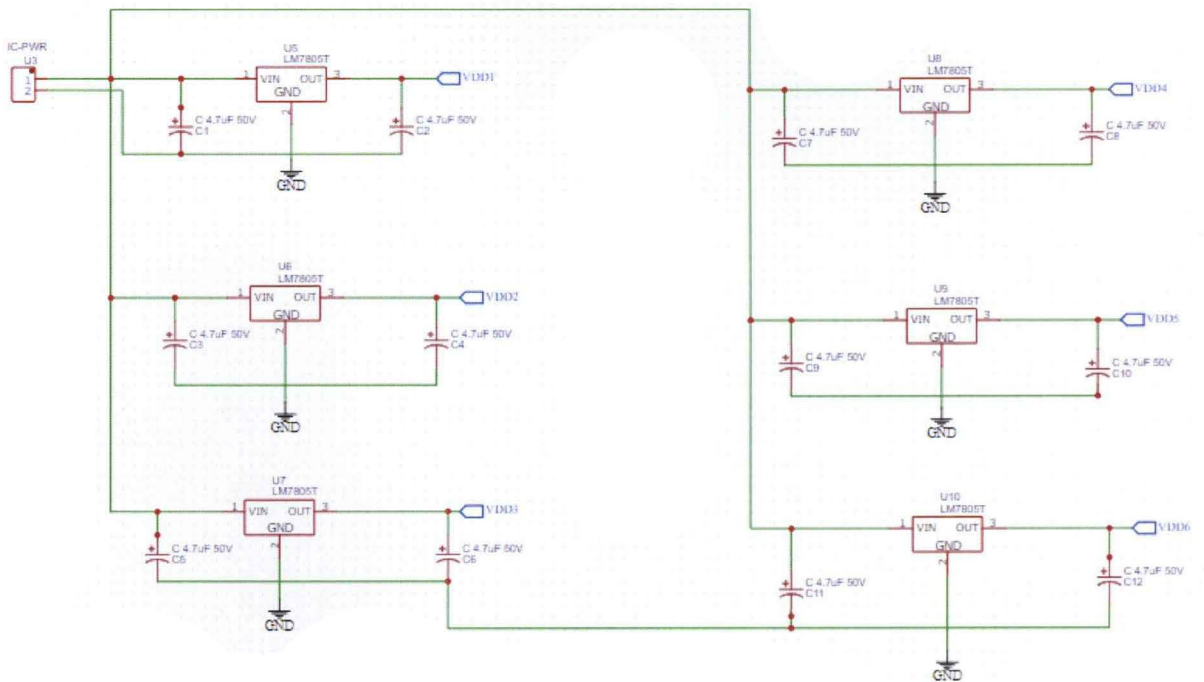 IC-PWR
U3
1
2
U5
LM7805T
1
VIN
OUT
3
GND
2
VDD1
C 4.7uF 50V
C1
C 4.7uF 50V
C2
GND
U6
LM7805T
1
VIN
OUT
3
GND
2
VDD2
C 4.7uF 50V
C3
C 4.7uF 50V
C4
GND
U7
LM7805T
1
VIN
OUT
3
GND
2
VDD3
C 4.7uF 50V
C5
C 4.7uF 50V
C6
GND
U8
LM7805T
1
VIN
OUT
3
GND
2
VDD4
C 4.7uF 50V
C7
C 4.7uF 50V
C8
GND
U9
LM7805T
1
VIN
OUT
3
GND
2
VDD5
C 4.7uF 50V
C9
C 4.7uF 50V
C10
GND
U10
LM7805T
1
VIN
OUT
3
GND
2
VDD6
C 4.7uF 50V
C11
C 4.7uF 50V
C12
GND